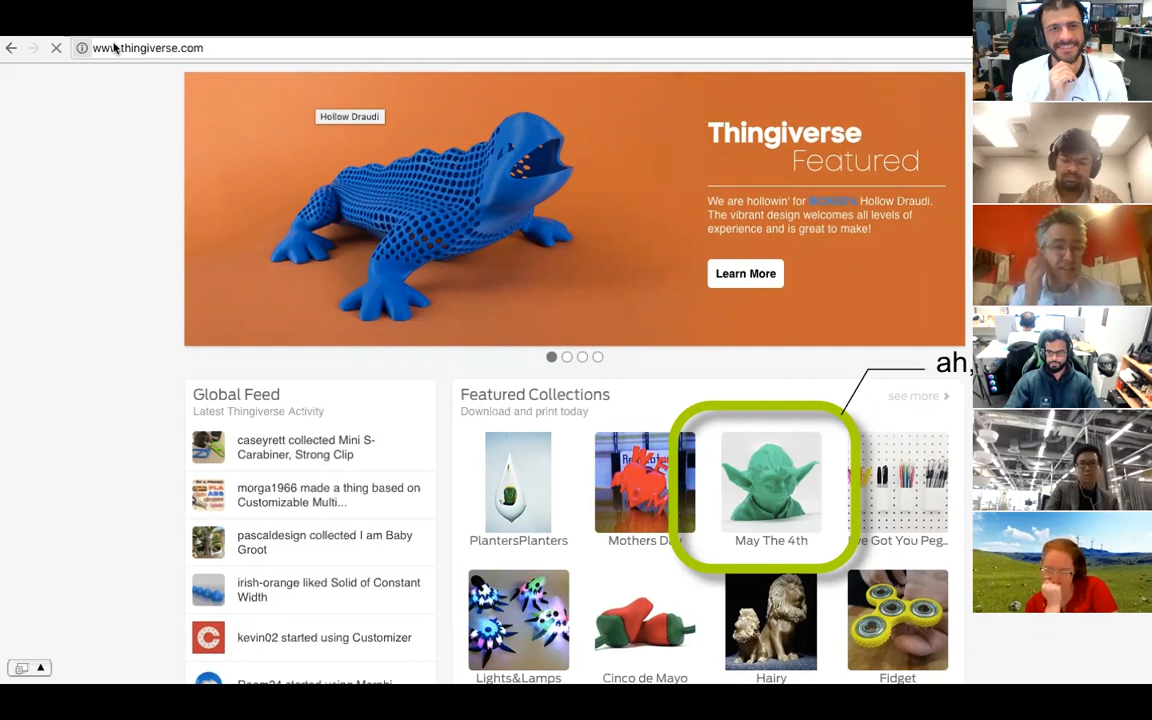 www.thingiverse.com
Hollow Draudi
Thingiverse
Featured
We are hollowin' for Hollow Draudi.
The vibrant design welcomes all levels of
experience and is great to make!
Learn More
ah,
Global Feed
Latest Thingiverse Activity
caseyrett collected Mini S-
Carabiner, Strong Clip
morga1966 made a thing based on
Customizable Multi...
pascaldesign collected I am Baby
Groot
irish-orange liked Solid of Constant
Width
kevin02 started using Customizer
Featured Collections
Download and print today
see more
PlantersPlanters
Mothers Da
May The 4th
ve Got You Peg..
Lights&Lamps
Cinco de Mayo
Hairy
Fidget